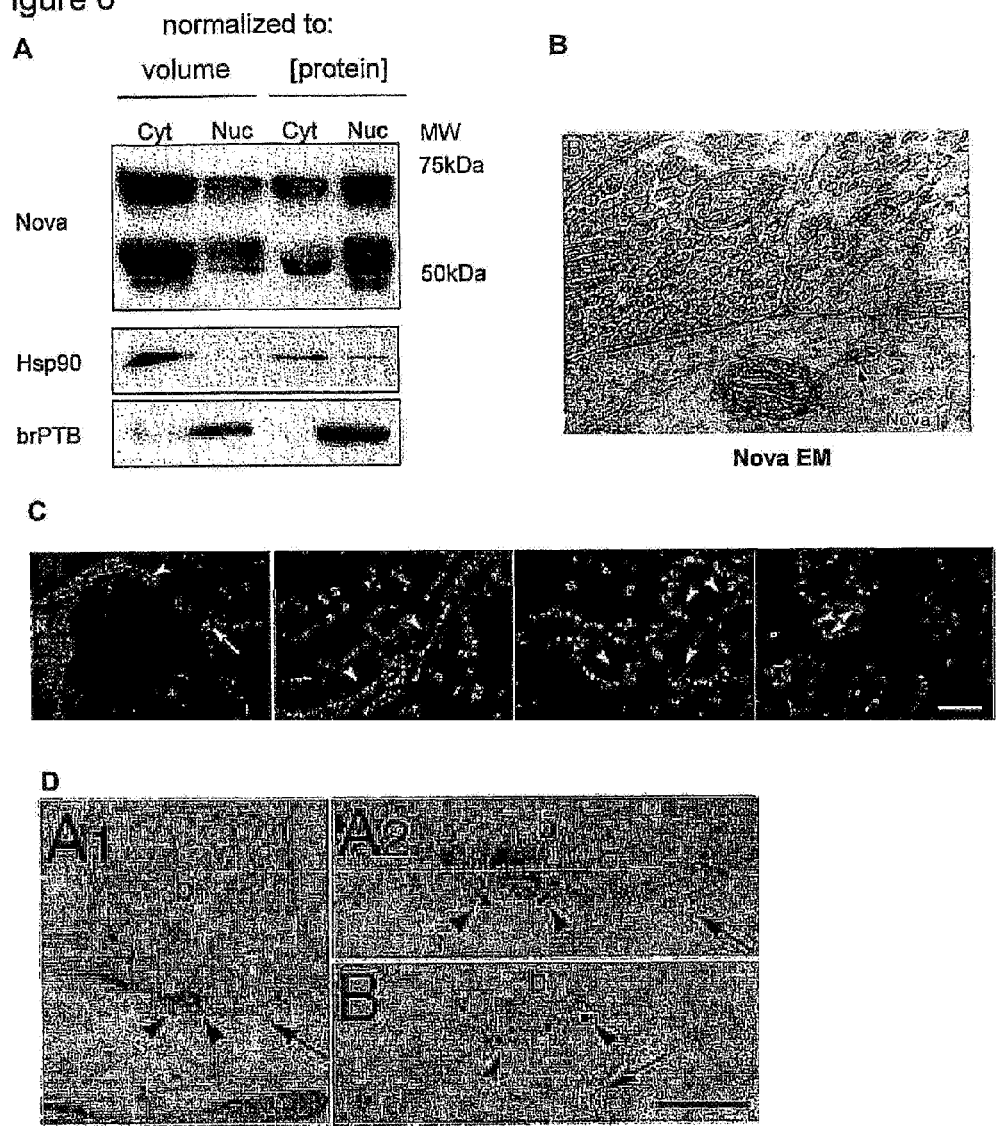 igure 6
normalized to:
A
B
volume [protein]
Cyt Nuc Cyt Nuc MW
75kDa
Nova
50kDa
Hsp90
brPTB
B
Nova
Nova EM
C
D
A1
A2
b
B
b